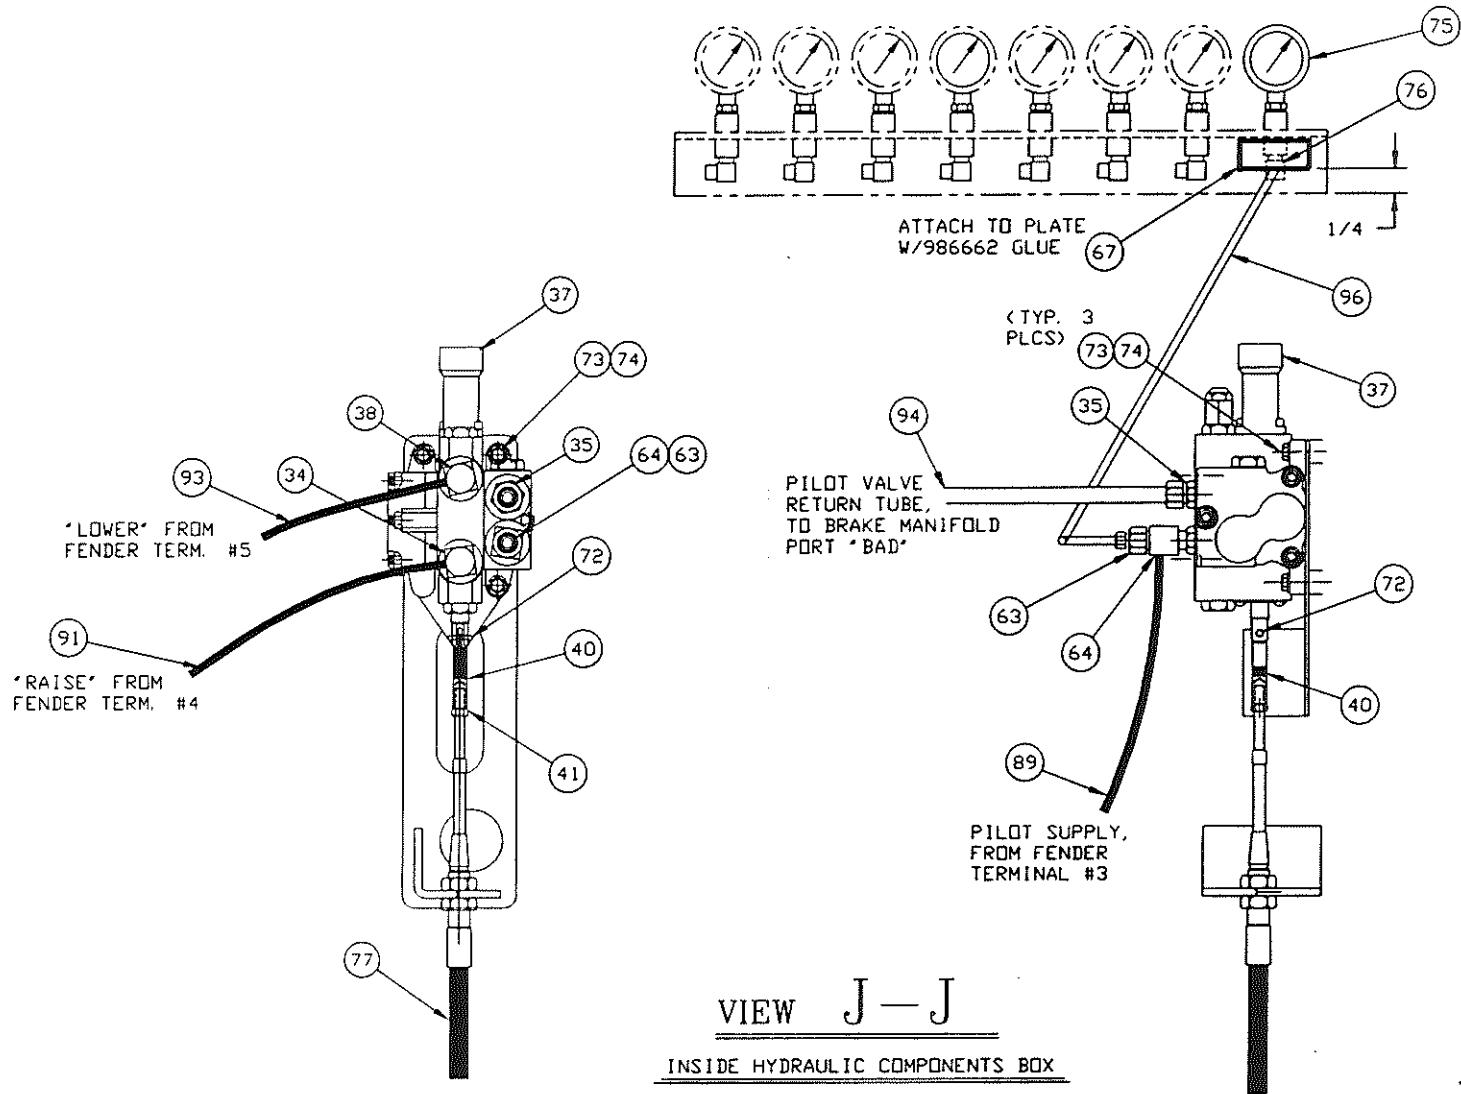 75
76
ATTACH TO PLATE
W/986662 GLUE
67
1/4
96
37
(TYP. 3
PLCS)
73 74
73 74
37
38
35
35
94
64 63
34
93
PILOT VALVE
RETURN TUBE,
TO BRAKE MANIFOLD
PORT "BAD"
"LOWER" FROM
FENDER TERM. #5
72
72
63
64
91
40
"RAISE" FROM
FENDER TERM. #4
40
41
89
PILOT SUPPLY,
FROM FENDER
TERMINAL #3
77
VIEW J-J
INSIDE HYDRAULIC COMPONENTS BOX